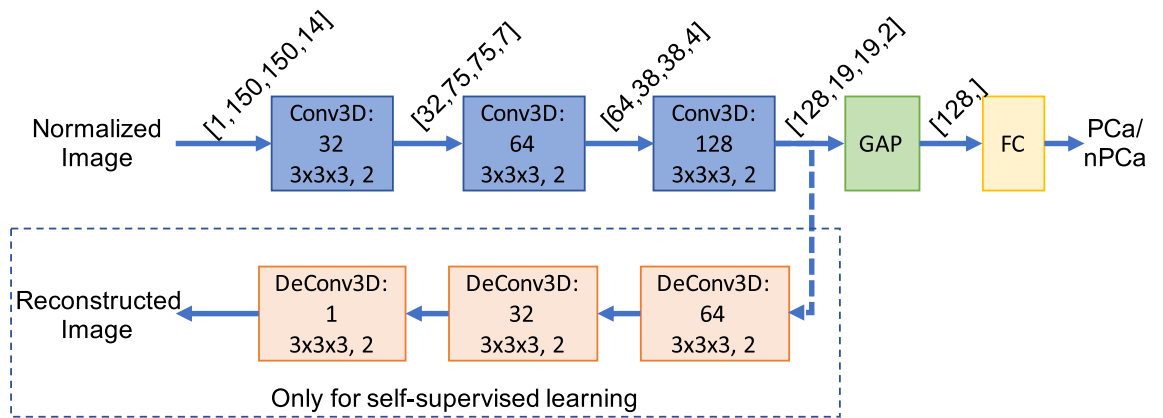 [1,150,150,14]
[32,75,75,7]
[64,38,38,4]
[128,19,19,2]
[128,]
Normalized
Image
Conv3D:
32
3x3x3, 2
Conv3D:
64
3x3x3, 2
Conv3D:
128
3x3x3, 2
GAP
FC
PCa/
nPCa
Reconstructed
Image
DeConv3D:
1
3x3x3, 2
DeConv3D:
32
3x3x3, 2
DeConv3D:
64
3x3x3, 2
Only for self-supervised learning